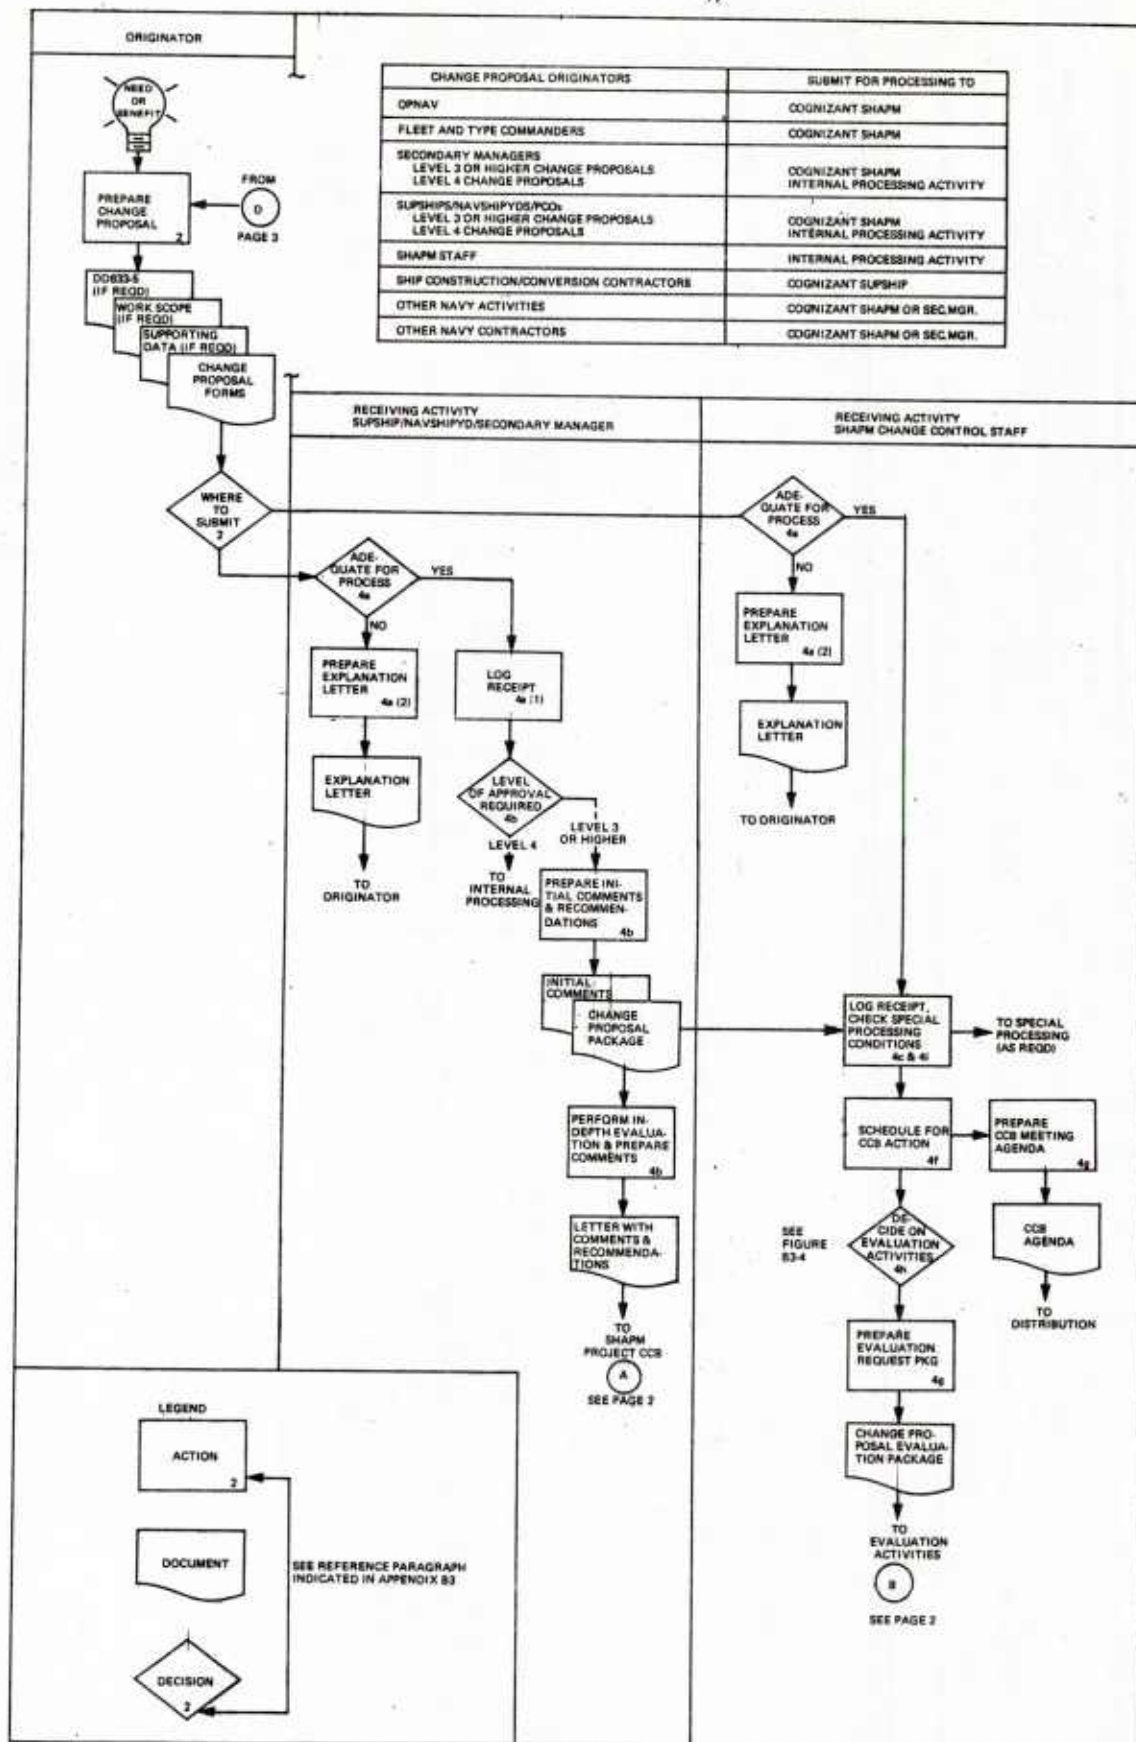 ORIGINATOR
NEED
OR
BENEFIT
PREPARE
CHANGE
PROPOSAL
2
FROM
D
PAGE 3
DD633-5
(IF REQD)
WORK SCOPE
(IF REQD)
SUPPORTING
DATA (IF REQD)
CHANGE
PROPOSAL
FORMS
WHERE
TO
SUBMIT
2
CHANGE PROPOSAL ORIGINATORS SUBMIT FOR PROCESSING TO
OPNAV COGNIZANT SHAPM
FLEET AND TYPE COMMANDERS COGNIZANT SHAPM
SECONDARY MANAGERS
LEVEL 3 OR HIGHER CHANGE PROPOSALS COGNIZANT SHAPM
LEVEL 4 CHANGE PROPOSALS INTERNAL PROCESSING ACTIVITY
SUPSHIPS/NAVSHIPYDS/PCOs
LEVEL 3 OR HIGHER CHANGE PROPOSALS COGNIZANT SHAPM
LEVEL 4 CHANGE PROPOSALS INTERNAL PROCESSING ACTIVITY
SHAPM STAFF INTERNAL PROCESSING ACTIVITY
SHIP CONSTRUCTION/CONVERSION CONTRACTORS COGNIZANT SUPSHIP
OTHER NAVY ACTIVITIES COGNIZANT SHAPM OR SEC.MGR.
OTHER NAVY CONTRACTORS COGNIZANT SHAPM OR SEC.MGR.
RECEIVING ACTIVITY
SUPSHIP/NAVSHIPYD/SECONDARY MANAGER
ADE-
QUATE FOR
PROCESS
4a
YES
NO
PREPARE
EXPLANATION
LETTER
4a (2)
EXPLANATION
LETTER
TO
ORIGINATOR
LOG
RECEIPT
4a (1)
LEVEL
OF APPROVAL
REQUIRED
4b
LEVEL 4
TO
INTERNAL
PROCESSING
LEVEL 3
OR HIGHER
PREPARE INI-
TIAL COMMENTS
& RECOMMEN-
DATIONS
4b
INITIAL
COMMENTS
CHANGE
PROPOSAL
PACKAGE
PERFORM IN-
DEPTH EVALUA-
TION & PREPARE
COMMENTS
4b
LETTER WITH
COMMENTS &
RECOMMENDA-
TIONS
TO
SHAPM
PROJECT CCB
A
SEE PAGE 2
RECEIVING ACTIVITY
SHAPM CHANGE CONTROL STAFF
ADE-
QUATE FOR
PROCESS
4a
YES
NO
PREPARE
EXPLANATION
LETTER
4a (2)
EXPLANATION
LETTER
TO ORIGINATOR
LOG RECEIPT,
CHECK SPECIAL
PROCESSING
CONDITIONS
4c & 4i
TO SPECIAL
PROCESSING
(AS REQD)
SCHEDULE FOR
CCB ACTION
4f
PREPARE
CCB MEETING
AGENDA
4g
CCB
AGENDA
TO
DISTRIBUTION
SEE
FIGURE
B3-4
DE-
CIDE ON
EVALUATION
ACTIVITIES
4h
PREPARE
EVALUATION
REQUEST PKG
4g
CHANGE PRO-
POSAL EVALUA-
TION PACKAGE
TO
EVALUATION
ACTIVITIES
B
SEE PAGE 2
LEGEND
ACTION
2
DOCUMENT
SEE REFERENCE PARAGRAPH
INDICATED IN APPENDIX B3
DECISION
2